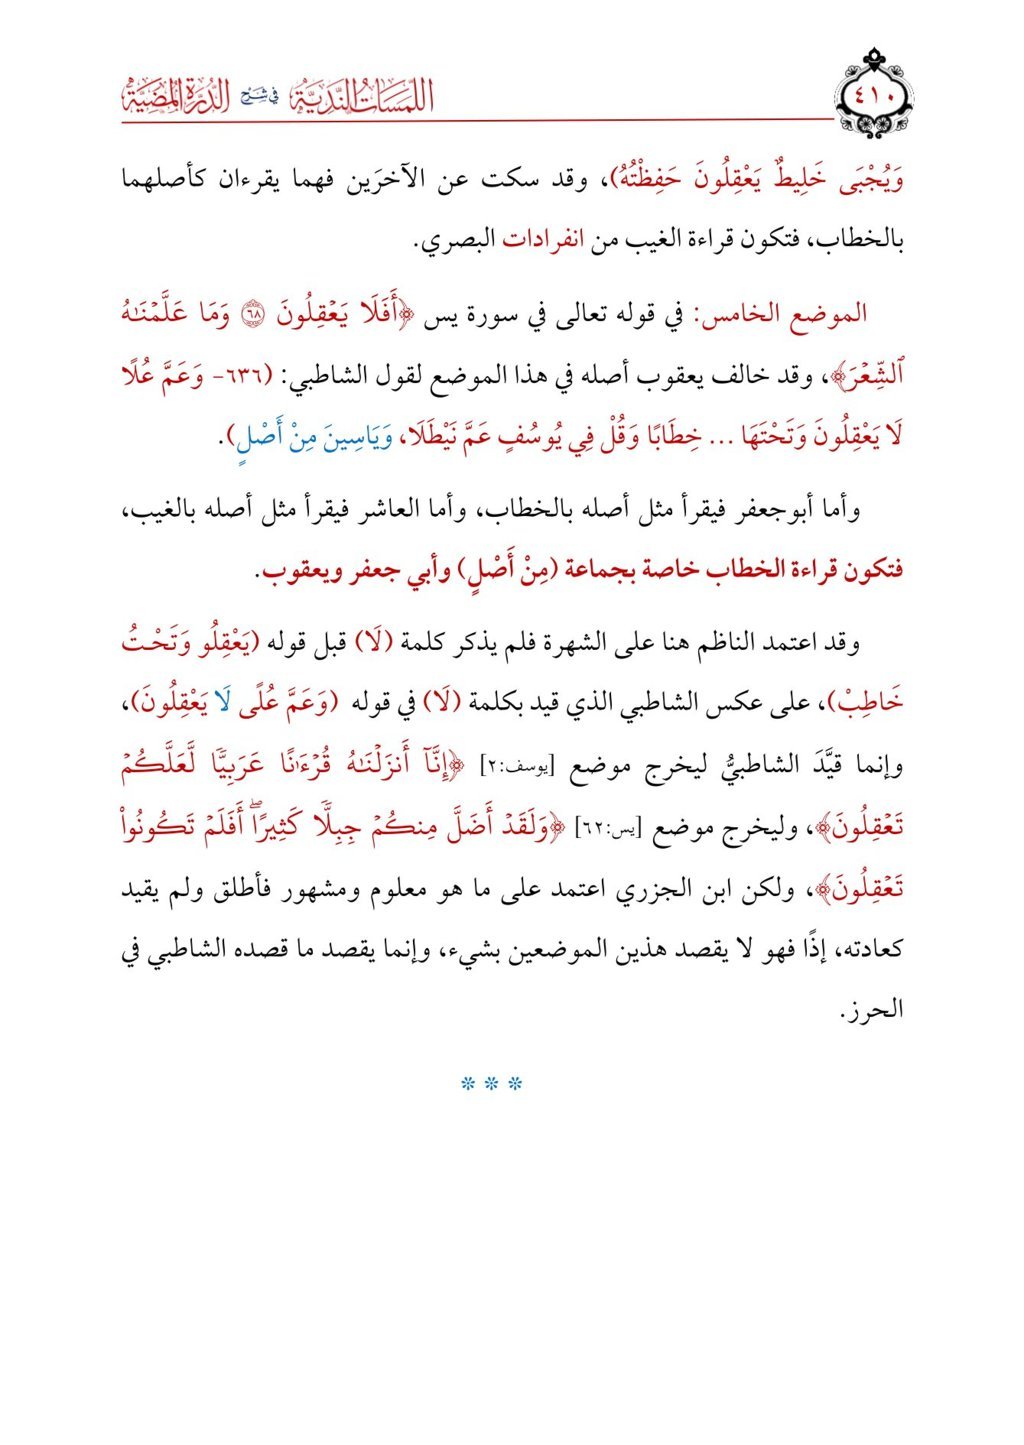 اللمسات الندية في شرح الدرة المضية
٤١٠
وَيُجْبَى خَلِيطٌ يَعْقِلُونَ حَفِظْتُهُ)، وقد سكت عن الآخرَين فهما يقرءان كأصلهما
بالخطاب، فتكون قراءة الغيب من انفرادات البصري.
الموضع الخامس: في قوله تعالى في سورة يس ﴿أَفَلَا يَعۡقِلُونَ ٦٨ وَمَا عَلَّمۡنَٰهُ
ٱلشِّعۡرَ﴾، وقد خالف يعقوب أصله في هذا الموضع لقول الشاطبي: (٦٣٦- وَعَمَّ عُلًا
لَا يَعْقِلُونَ وَتَحْتَهَا ... خِطَابًا وَقُلْ فِي يُوسُفٍ عَمَّ نَيْطَلَا، وَيَاسِينَ مِنْ أَصْلٍ).
وأما أبوجعفر فيقرأ مثل أصله بالخطاب، وأما العاشر فيقرأ مثل أصله بالغيب،
فتكون قراءة الخطاب خاصة بجماعة (مِنْ أَصْلٍ) وأبي جعفر ويعقوب.
وقد اعتمد الناظم هنا على الشهرة فلم يذكر كلمة (لَا) قبل قوله (يَعْقِلُو وَتَحْتُ
خَاطِبْ)، على عكس الشاطبي الذي قيد بكلمة (لَا) في قوله (وَعَمَّ عُلًى لَا يَعْقِلُونَ)،
وإنما قيَّدَ الشاطبيُّ ليخرج موضع [يوسف:٢] ﴿إِنَّآ أَنزَلۡنَٰهُ قُرۡءَٰنًا عَرَبِيّٗا لَّعَلَّكُمۡ
تَعۡقِلُونَ﴾، وليخرج موضع [يس:٦٢] ﴿وَلَقَدۡ أَضَلَّ مِنكُمۡ جِبِلّٗا كَثِيرًاۖ أَفَلَمۡ تَكُونُواْ
تَعۡقِلُونَ﴾، ولكن ابن الجزري اعتمد على ما هو معلوم ومشهور فأطلق ولم يقيد
كعادته، إذًا فهو لا يقصد هذين الموضعين بشيء، وإنما يقصد ما قصده الشاطبي في
الحرز.
* * *